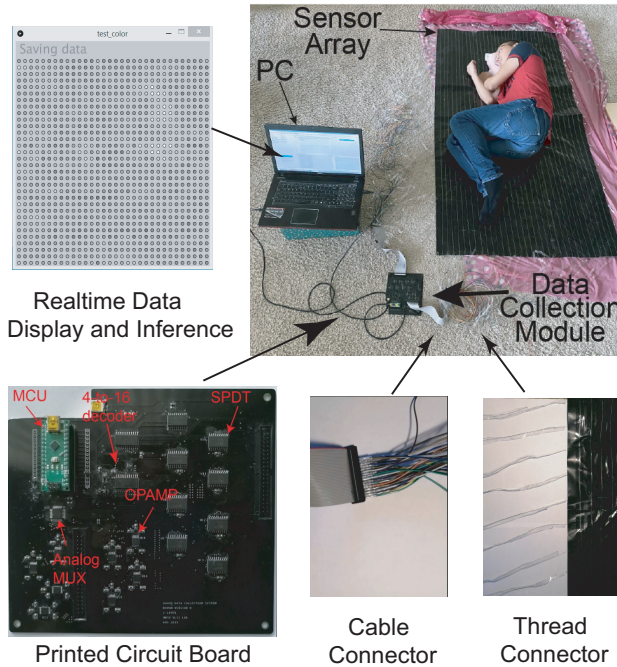 test_color
Saving data
Sensor
Array
PC
Realtime Data
Display and Inference
Data
Collection
Module
MCU
4-to-16
decoder
SPDT
OPAMP
Analog
MUX
Printed Circuit Board
Cable
Connector
Thread
Connector